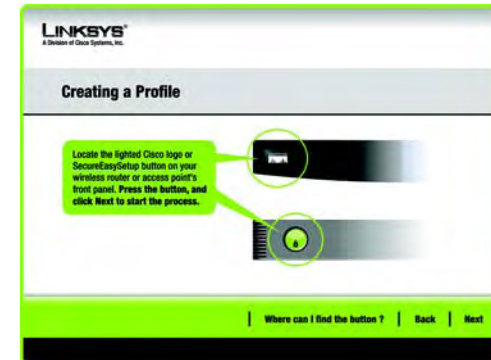 LINKSYS®
A Division of Cisco Systems, Inc.
Creating a Profile
Locate the lighted Cisco logo or
SecureEasySetup button on your
wireless router or access point's
front panel. Press the button, and
click Next to start the process.
Where can I find the button ? | Back | Next